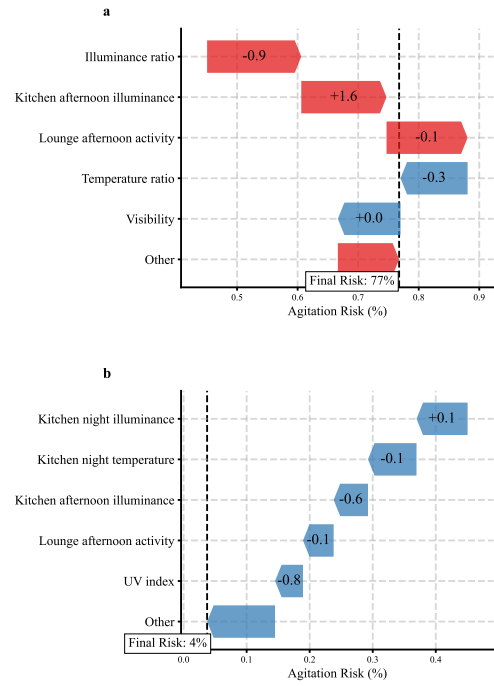 a
Illuminance ratio
-0.9
Kitchen afternoon illuminance
+1.6
Lounge afternoon activity
-0.1
Temperature ratio
-0.3
Visibility
+0.0
Other
Final Risk: 77%
0.5 0.6 0.7 0.8 0.9
Agitation Risk (%)
b
Kitchen night illuminance
+0.1
Kitchen night temperature
-0.1
Kitchen afternoon illuminance
-0.6
Lounge afternoon activity
-0.1
UV index
-0.8
Other
Final Risk: 4%
0.0 0.1 0.2 0.3 0.4
Agitation Risk (%)